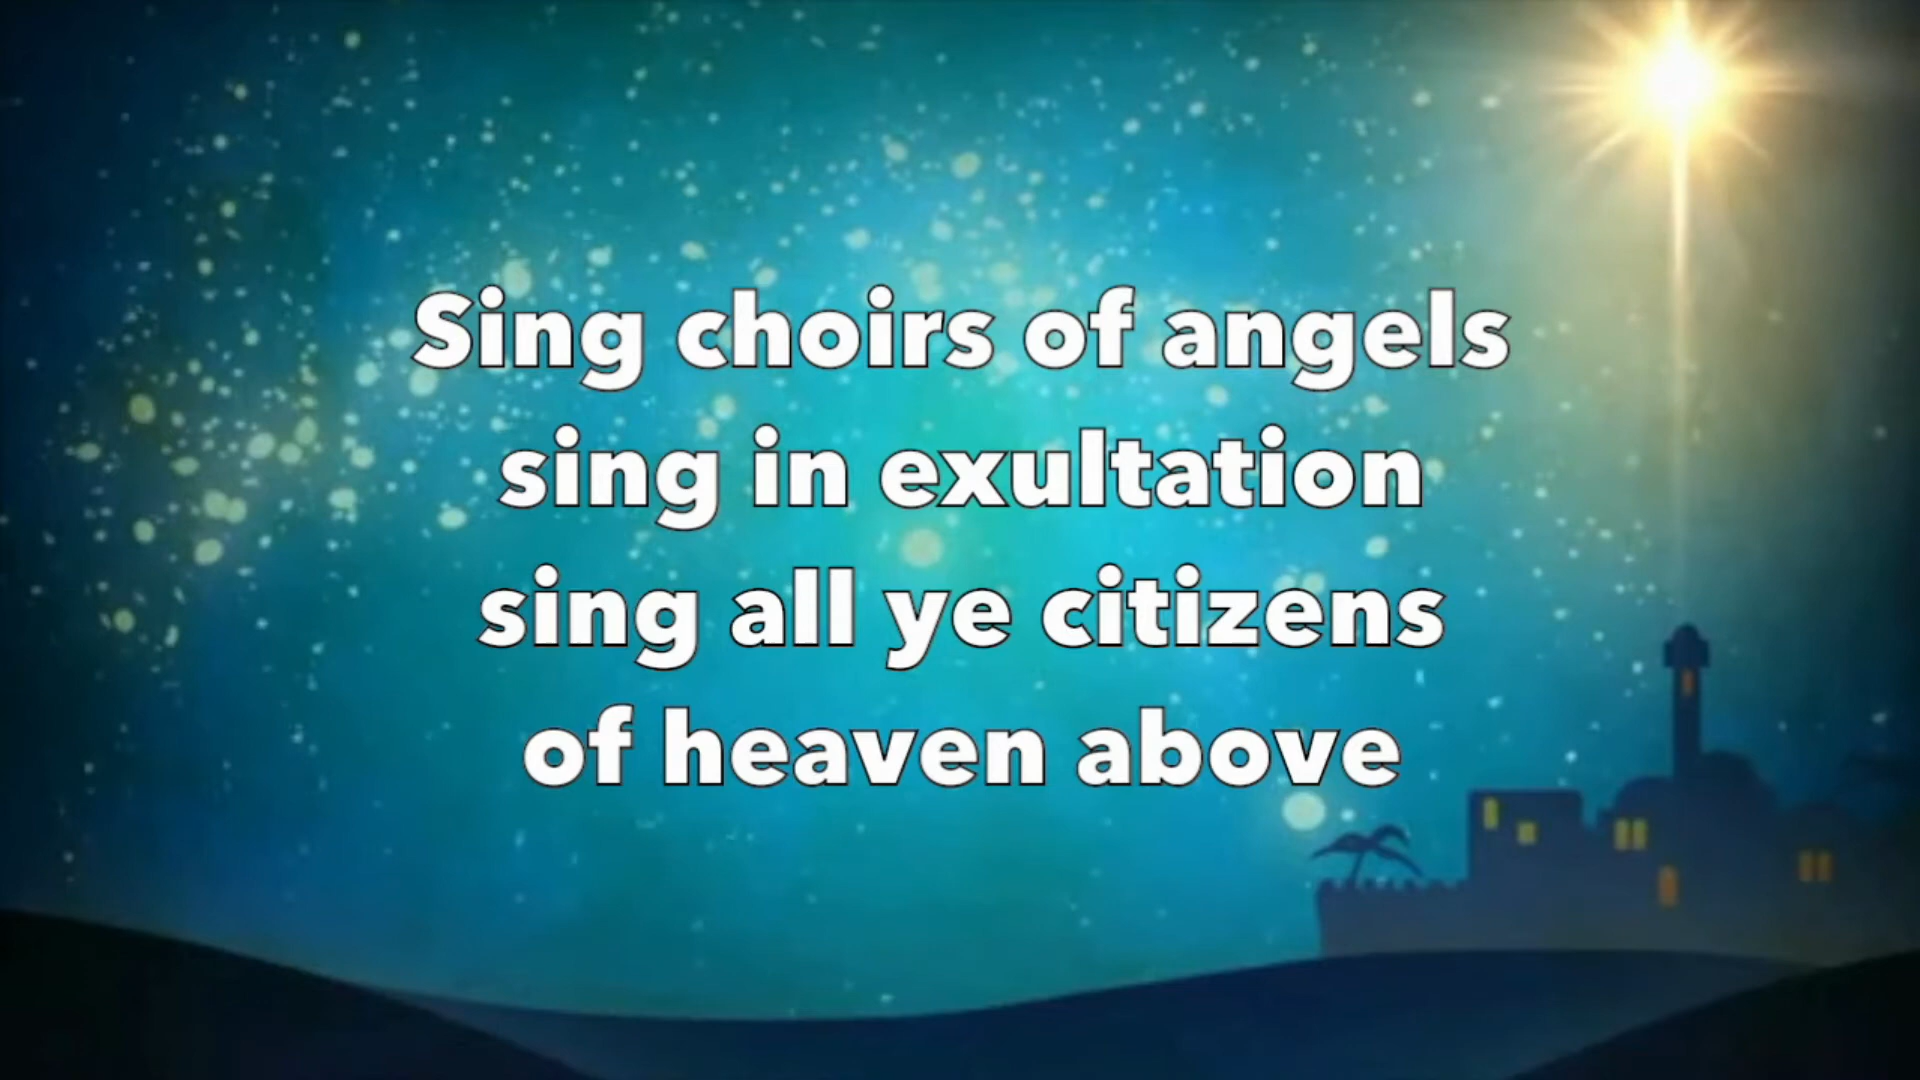 Sing choirs of angels
sing in exultation
sing all ye citizens
of heaven above